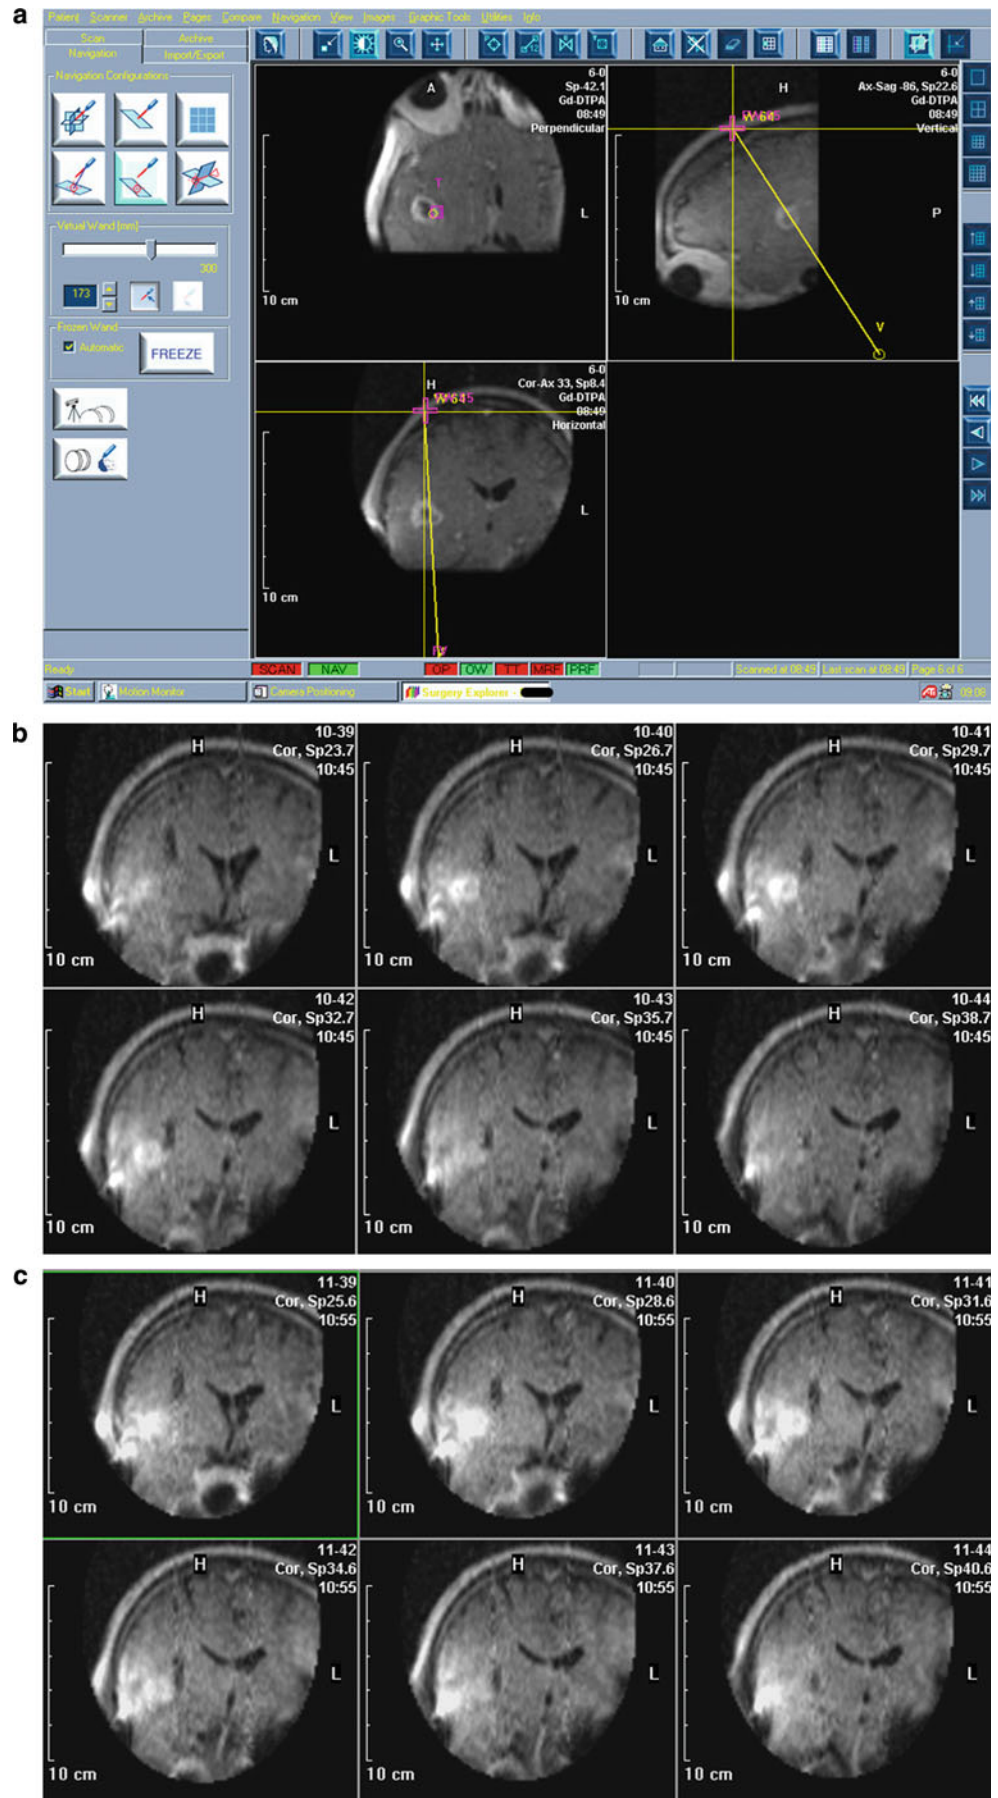 a
Patient Scanner Archive Pages Compare Navigation View Images Graphic Tools Utilities Info
Scan Archive
Navigation Import/Export
Navigation Configurations
Virtual Wand [mm]
300
173
Frozen Wand
Automatic
FREEZE
A
6-0
Sp-42.1
Gd-DTPA
08:49
Perpendicular
T
L
10 cm
H
6-0
Ax-Sag -86, Sp22.6
Gd-DTPA
08:49
Vertical
W 64
P
10 cm
V
H
6-0
Cor-Ax 33, Sp8.4
Gd-DTPA
08:49
Horizontal
W 64
L
10 cm
Ready
SCAN NAV OP OW TT MRF PRF Scanned at 08:49 Last scan at 08:49 Page 6 of 6
Start Motion Monitor Camera Positioning Surgery Explorer - 09:08
b
H
10-39
Cor, Sp23.7
10:45
L
10 cm
H
10-40
Cor, Sp26.7
10:45
L
10 cm
H
10-41
Cor, Sp29.7
10:45
L
10 cm
H
10-42
Cor, Sp32.7
10:45
L
10 cm
H
10-43
Cor, Sp35.7
10:45
L
10 cm
H
10-44
Cor, Sp38.7
10:45
L
10 cm
c
H
11-39
Cor, Sp25.6
10:55
L
10 cm
H
11-40
Cor, Sp28.6
10:55
L
10 cm
H
11-41
Cor, Sp31.6
10:55
L
10 cm
H
11-42
Cor, Sp34.6
10:55
L
10 cm
H
11-43
Cor, Sp37.6
10:55
L
10 cm
H
11-44
Cor, Sp40.6
10:55
L
10 cm